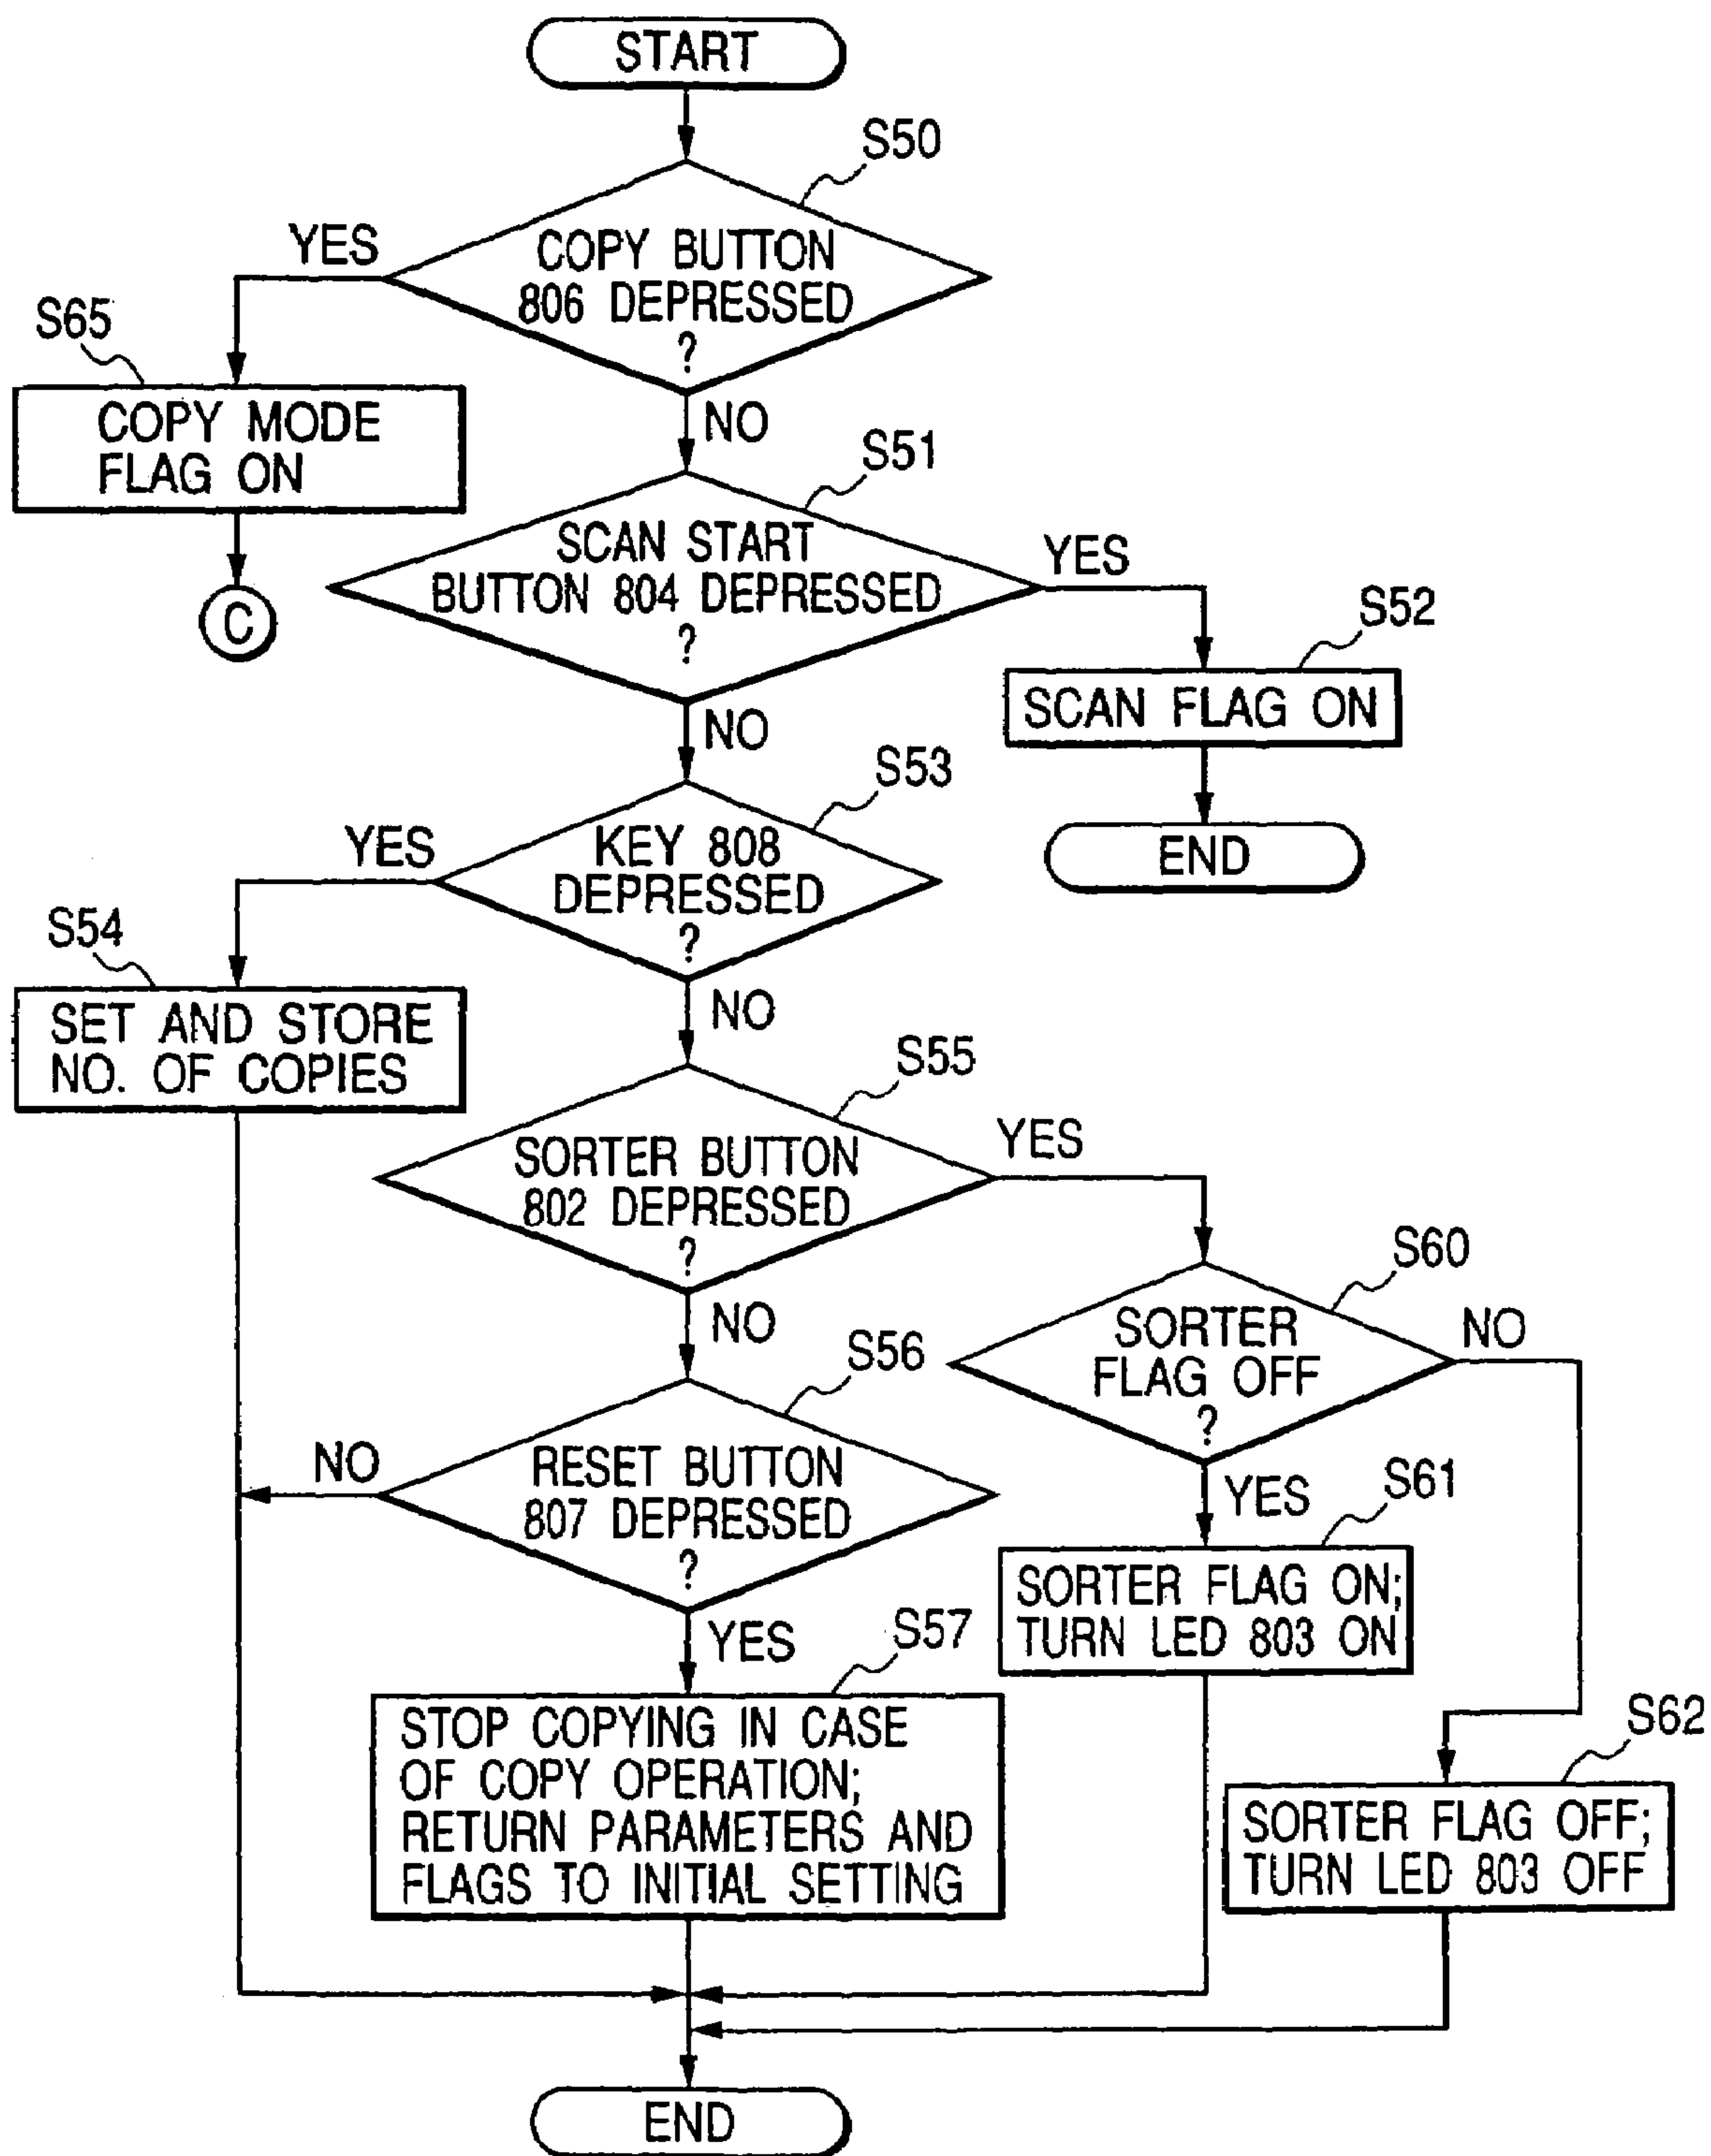 START
S50
YES
COPY BUTTON
806 DEPRESSED
?
S65
COPY MODE
FLAG ON
NO
C
S51
SCAN START
BUTTON 804 DEPRESSED
?
YES
S52
SCAN FLAG ON
END
NO
S53
YES
KEY 808
DEPRESSED
?
S54
SET AND STORE
NO. OF COPIES
NO
S55
SORTER BUTTON
802 DEPRESSED
?
YES
S60
SORTER
FLAG OFF
?
NO
NO
S56
NO
RESET BUTTON
807 DEPRESSED
?
YES
S61
SORTER FLAG ON;
TURN LED 803 ON
YES
S57
STOP COPYING IN CASE
OF COPY OPERATION;
RETURN PARAMETERS AND
FLAGS TO INITIAL SETTING
S62
SORTER FLAG OFF;
TURN LED 803 OFF
END